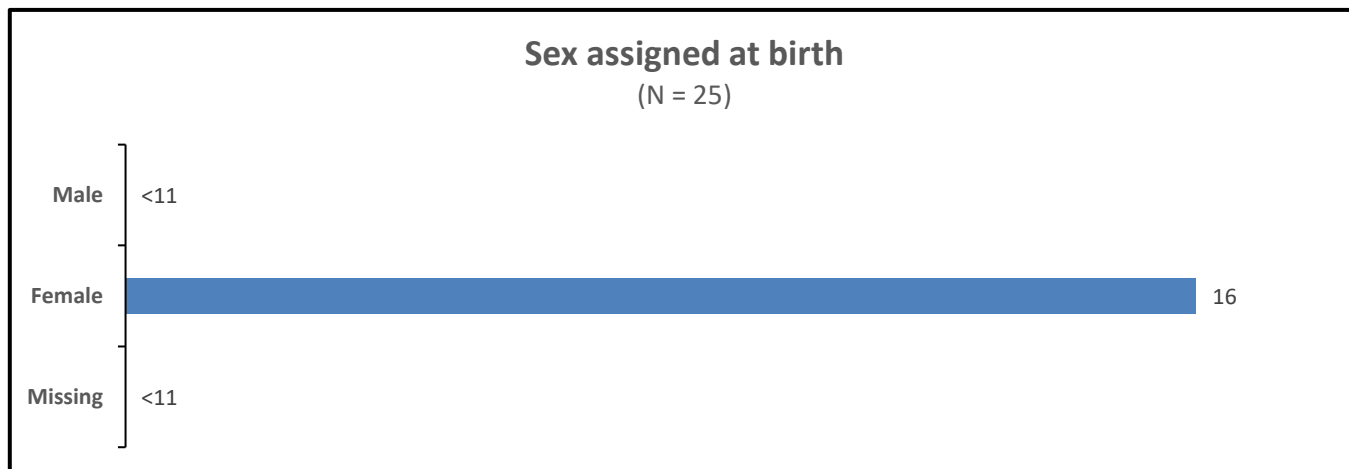 Sex assigned at birth
(N = 25)
Male <11
Female 16
Missing <11